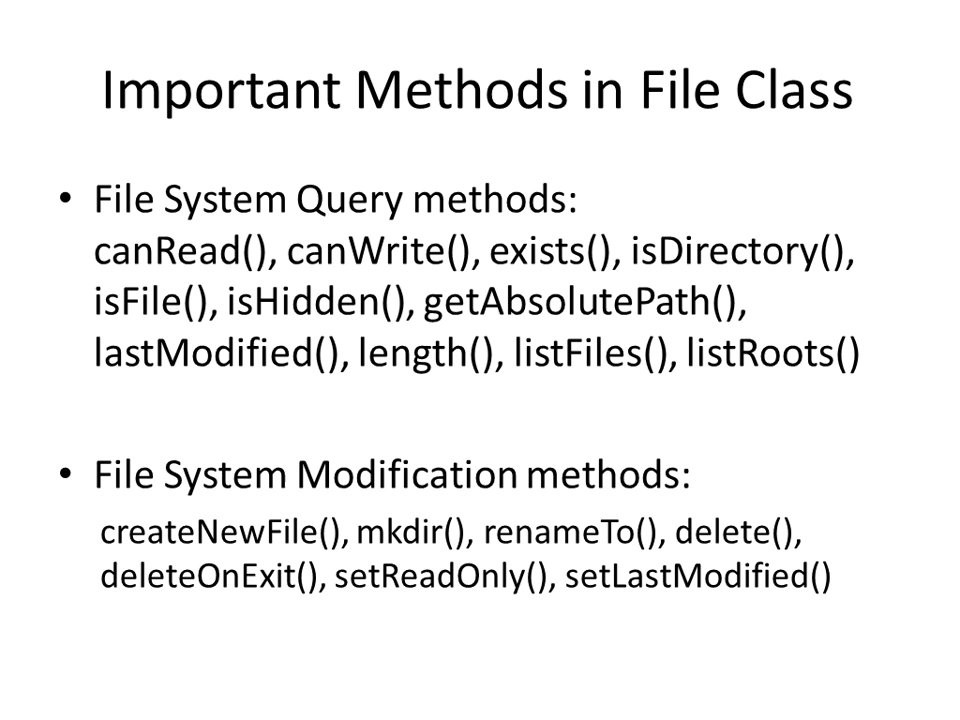 Important Methods in File Class
• File System Query methods:
canRead(), canWrite(), exists(), isDirectory(),
isFile(), isHidden(), getAbsolutePath(),
lastModified(), length(), listFiles(), listRoots()
• File System Modification methods:
createNewFile(), mkdir(), renameTo(), delete(),
deleteOnExit(), setReadOnly(), setLastModified()